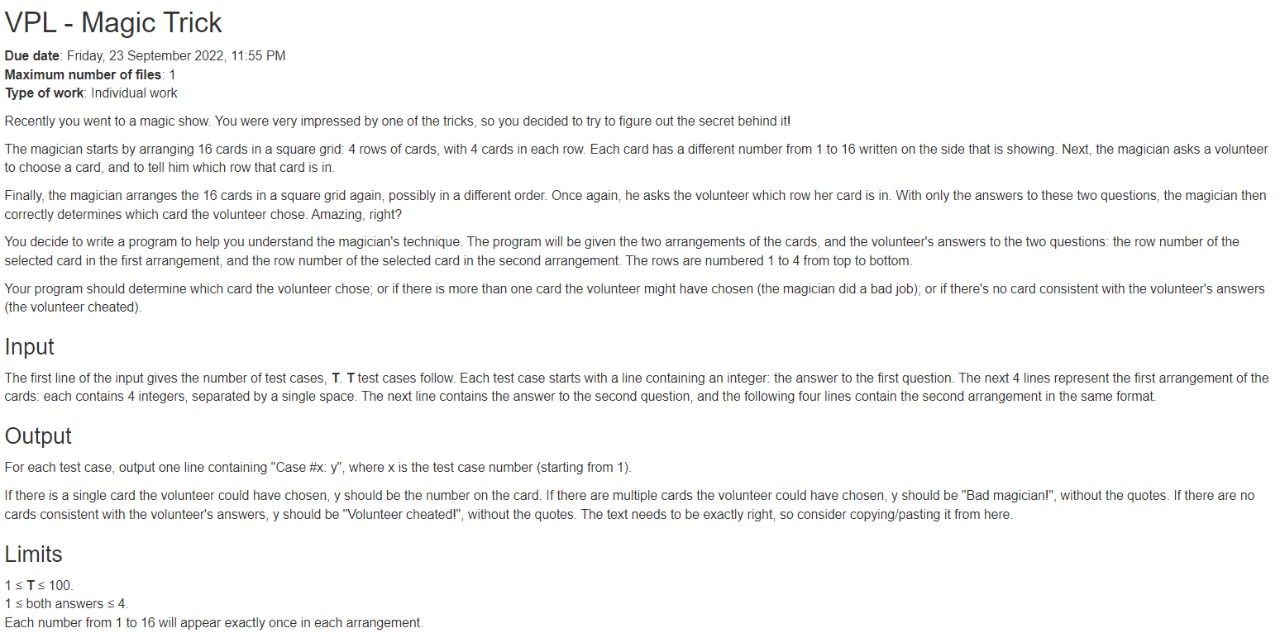 VPL - Magic Trick
Due date: Friday, 23 September 2022, 11:55 PM
Maximum number of files: 1
Type of work: Individual work
Recently you went to a magic show. You were very impressed by one of the tricks, so you decided to try to figure out the secret behind it!
The magician starts by arranging 16 cards in a square grid: 4 rows of cards, with 4 cards in each row. Each card has a different number from 1 to 16 written on the side that is showing. Next, the magician asks a volunteer
to choose a card, and to tell him which row that card is in.
Finally, the magician arranges the 16 cards in a square grid again, possibly in a different order. Once again, he asks the volunteer which row her card is in. With only the answers to these two questions, the magician then
correctly determines which card the volunteer chose. Amazing, right?
You decide to write a program to help you understand the magician's technique. The program will be given the two arrangements of the cards, and the volunteer's answers to the two questions: the row number of the
selected card in the first arrangement, and the row number of the selected card in the second arrangement. The rows are numbered 1 to 4 from top to bottom.
Your program should determine which card the volunteer chose; or if there is more than one card the volunteer might have chosen (the magician did a bad job); or if there's no card consistent with the volunteer's answers
(the volunteer cheated).
Input
The first line of the input gives the number of test cases, T. T test cases follow. Each test case starts with a line containing an integer: the answer to the first question. The next 4 lines represent the first arrangement of the
cards: each contains 4 integers, separated by a single space. The next line contains the answer to the second question, and the following four lines contain the second arrangement in the same format.
Output
For each test case, output one line containing "Case #x: y", where x is the test case number (starting from 1).
If there is a single card the volunteer could have chosen, y should be the number on the card. If there are multiple cards the volunteer could have chosen, y should be "Bad magician!", without the quotes. If there are no
cards consistent with the volunteer's answers, y should be "Volunteer cheated!", without the quotes. The text needs to be exactly right, so consider copying/pasting it from here.
Limits
1 ≤ T ≤ 100.
1 ≤ both answers ≤ 4.
Each number from 1 to 16 will appear exactly once in each arrangement.